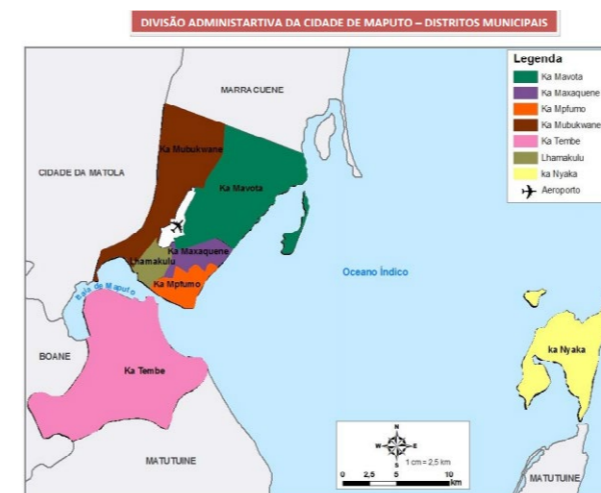 DIVISÃO ADMINISTARTIVA DA CIDADE DE MAPUTO – DISTRITOS MUNICIPAIS
Legenda
Ka Mavota
Ka Maxaquene
Ka Mpfumo
Ka Mubukwane
Ka Tembe
Lhamakulu
ka Nyaka
Aeroporto
MARRACUENE
Ka Mubukwane
CIDADE DA MATOLA
Ka Mavota
Ka Maxaquene
Lhamakulu
Ka Mpfumo
Baia de Maputo
Oceano Índico
BOANE
Ka Tembe
ka Nyaka
MATUTUINE
N
W
E
S
1 cm = 2,5 km
0 2,5 5 10
km
MATUTUINE